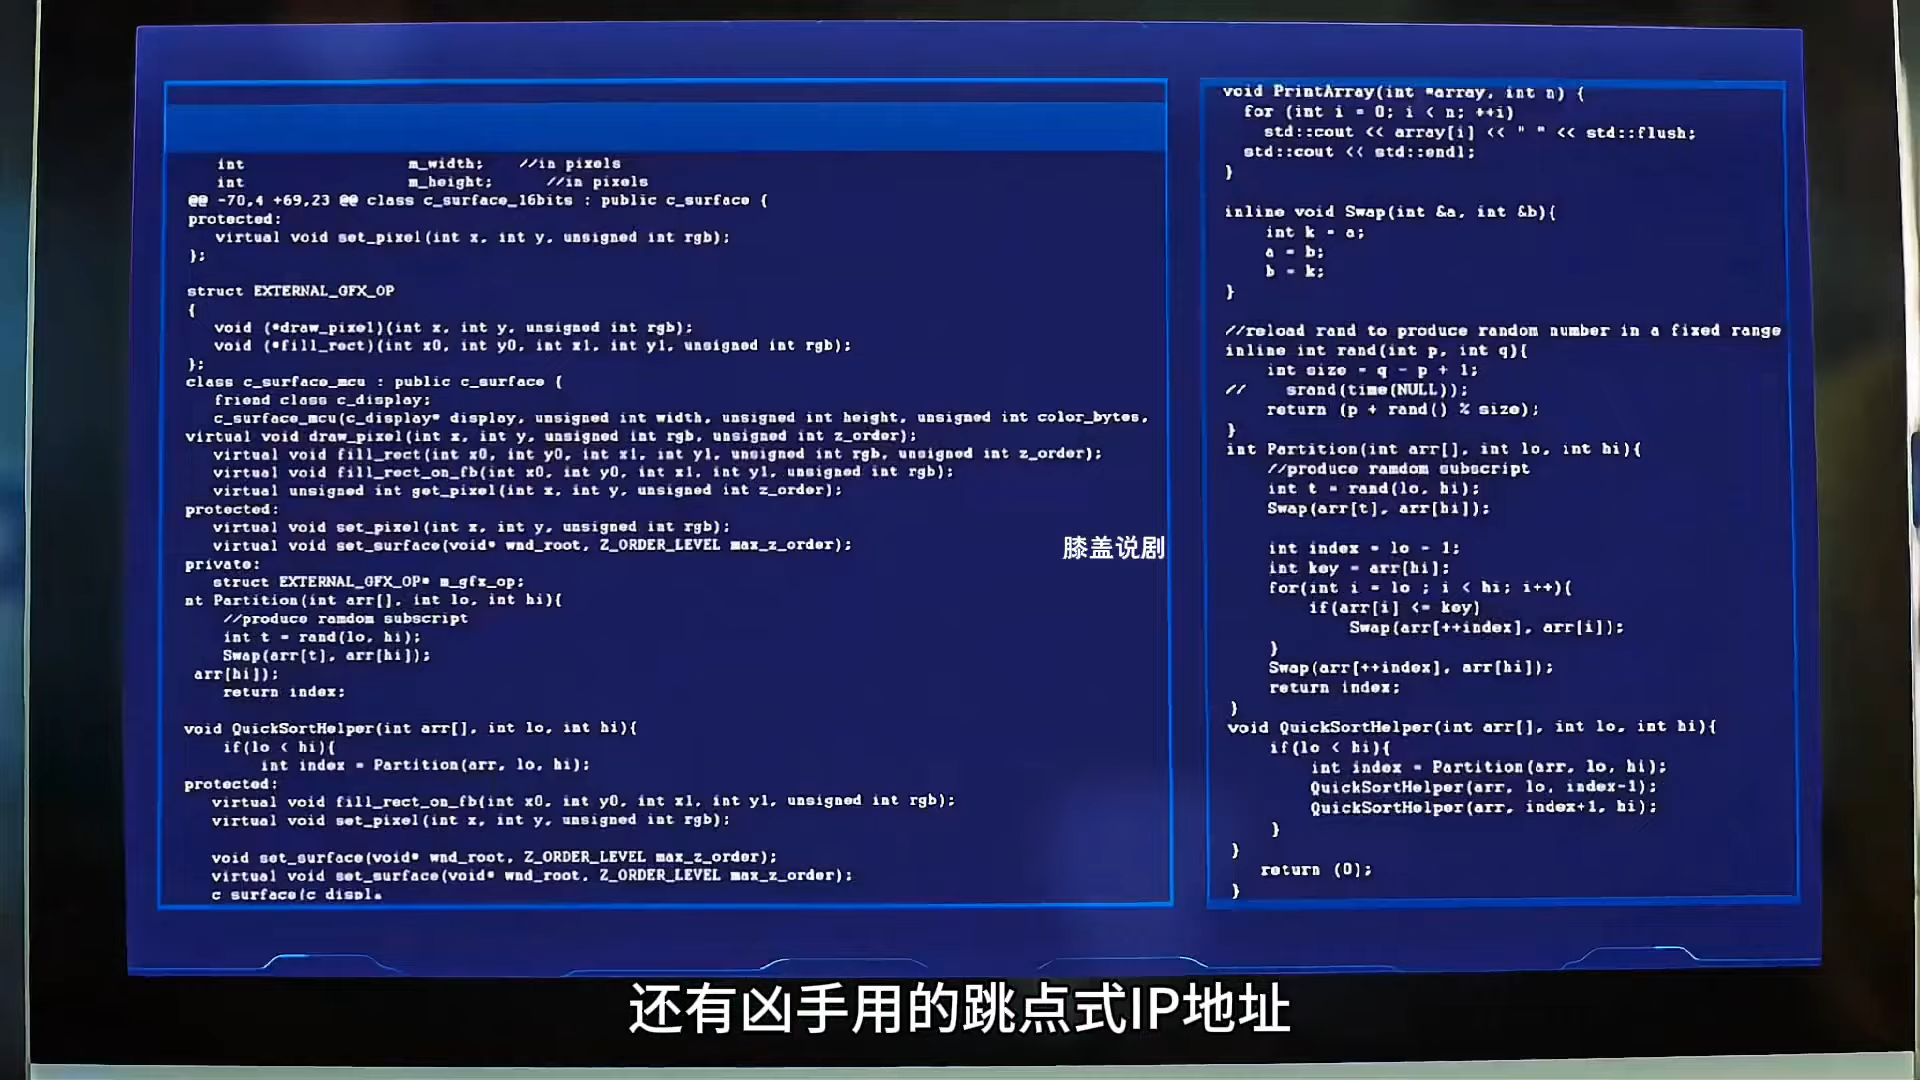 int                    m_width;    //in pixels
int                    m_height;      //in pixels
@@ -70,4 +69,23 @@ class c_surface_16bits : public c_surface {
protected:
   virtual void set_pixel(int x, int y, unsigned int rgb);
};
struct EXTERNAL_GFX_OP
{
   void (*draw_pixel)(int x, int y, unsigned int rgb);
   void (*fill_rect)(int x0, int y0, int x1, int y1, unsigned int rgb);
};
class c_surface_mcu : public c_surface {
   friend class c_display;
   c_surface_mcu(c_display* display, unsigned int width, unsigned int height, unsigned int color_bytes,
virtual void draw_pixel(int x, int y, unsigned int rgb, unsigned int z_order);
   virtual void fill_rect(int x0, int y0, int x1, int y1, unsigned int rgb, unsigned int z_order);
   virtual void fill_rect_on_fb(int x0, int y0, int x1, int y1, unsigned int rgb);
   virtual unsigned int get_pixel(int x, int y, unsigned int z_order);
protected:
   virtual void set_pixel(int x, int y, unsigned int rgb);
   virtual void set_surface(void* wnd_root, Z_ORDER_LEVEL max_z_order);
private:
   struct EXTERNAL_GFX_OP* m_gfx_op;
nt Partition(int arr[], int lo, int hi){
    //produce ramdom subscript
    int t = rand(lo, hi);
    Swap(arr[t], arr[hi]);
 arr[hi]);
    return index;
void QuickSortHelper(int arr[], int lo, int hi){
    if(lo < hi){
        int index = Partition(arr, lo, hi);
protected:
   virtual void fill_rect_on_fb(int x0, int y0, int x1, int y1, unsigned int rgb);
   virtual void set_pixel(int x, int y, unsigned int rgb);
   void set_surface(void* wnd_root, Z_ORDER_LEVEL max_z_order);
   virtual void set_surface(void* wnd_root, Z_ORDER_LEVEL max_z_order);
   c_surface(c_displa
void PrintArray(int *array, int n) {
  for (int i = 0; i < n; ++i)
    std::cout << array[i] << " " << std::flush;
  std::cout << std::endl;
}
inline void Swap(int &a, int &b){
    int k = a;
    a = b;
    b = k;
}
//reload rand to produce random number in a fixed range
inline int rand(int p, int q){
    int size = q - p + 1;
//    srand(time(NULL));
    return (p + rand() % size);
}
int Partition(int arr[], int lo, int hi){
    //produce ramdom subscript
    int t = rand(lo, hi);
    Swap(arr[t], arr[hi]);
    int index = lo - 1;
    int key = arr[hi];
    for(int i = lo ; i < hi; i++){
        if(arr[i] <= key)
            Swap(arr[++index], arr[i]);
    }
    Swap(arr[++index], arr[hi]);
    return index;
}
void QuickSortHelper(int arr[], int lo, int hi){
    if(lo < hi){
        int index = Partition(arr, lo, hi);
        QuickSortHelper(arr, lo, index-1);
        QuickSortHelper(arr, index+1, hi);
    }
}
   return (0);
}
膝盖说剧
还有凶手用的跳点式IP地址